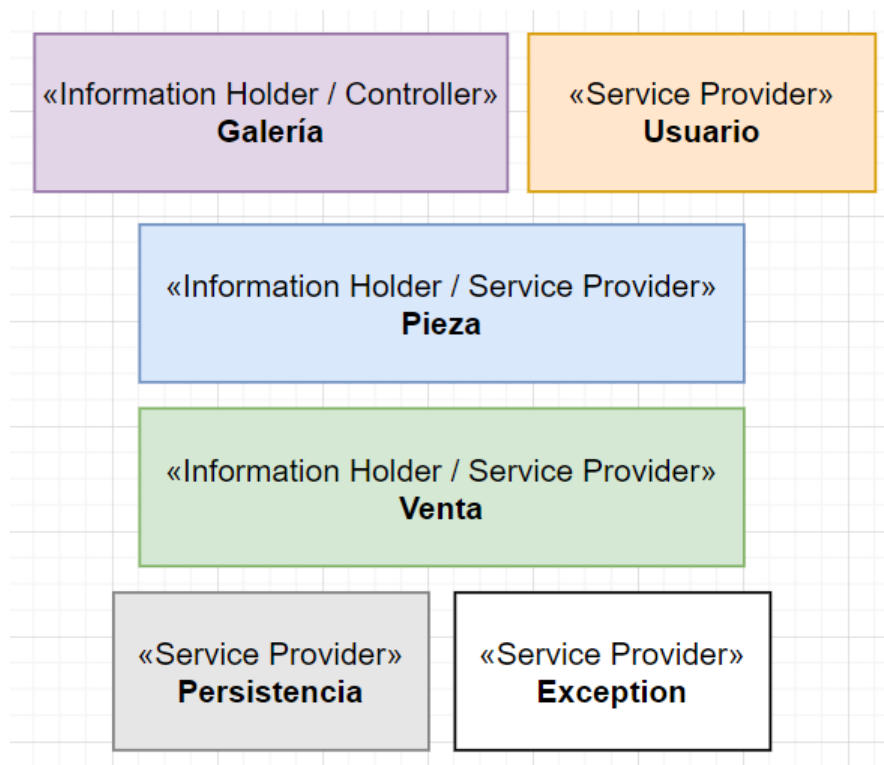 «Information Holder / Controller»
Galería
«Service Provider»
Usuario
«Information Holder / Service Provider»
Pieza
«Information Holder / Service Provider»
Venta
«Service Provider»
Persistencia
«Service Provider»
Exception